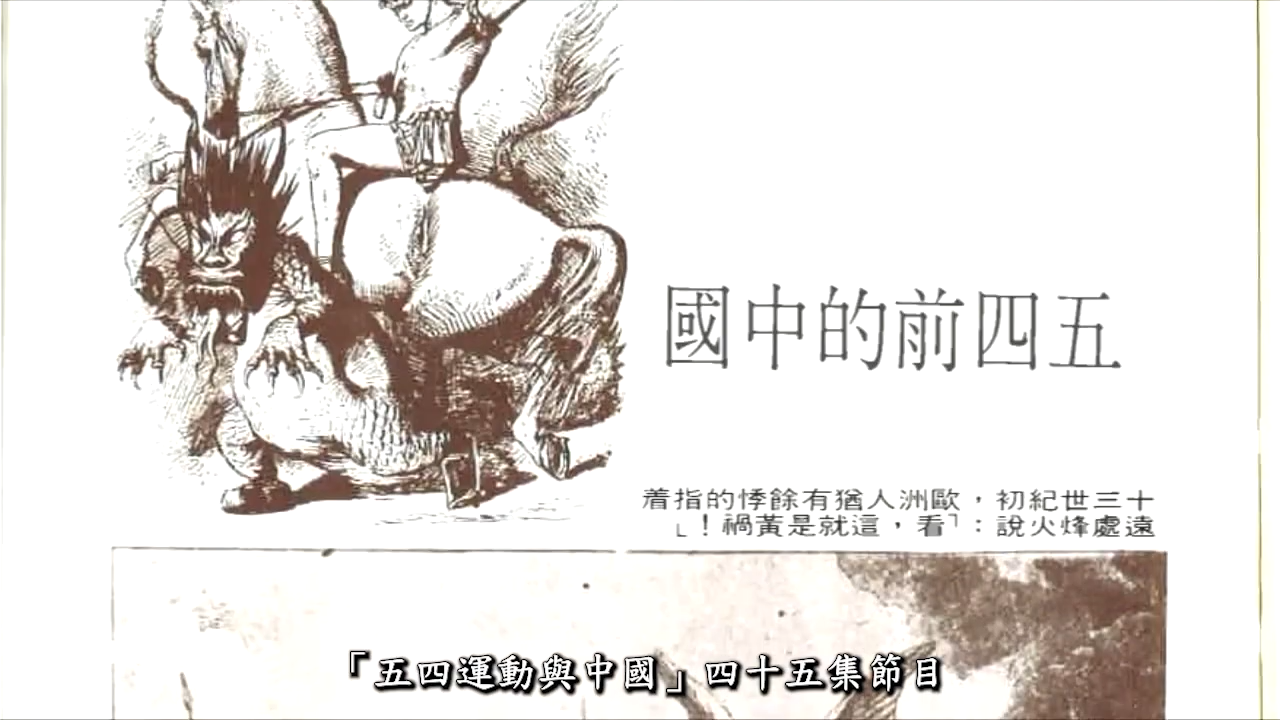 五四前的中國
十三世紀初，歐洲人猶有餘悸的指着
遠處烽火說：「看，這就是黃禍！」
「五四運動與中國」四十五集節目